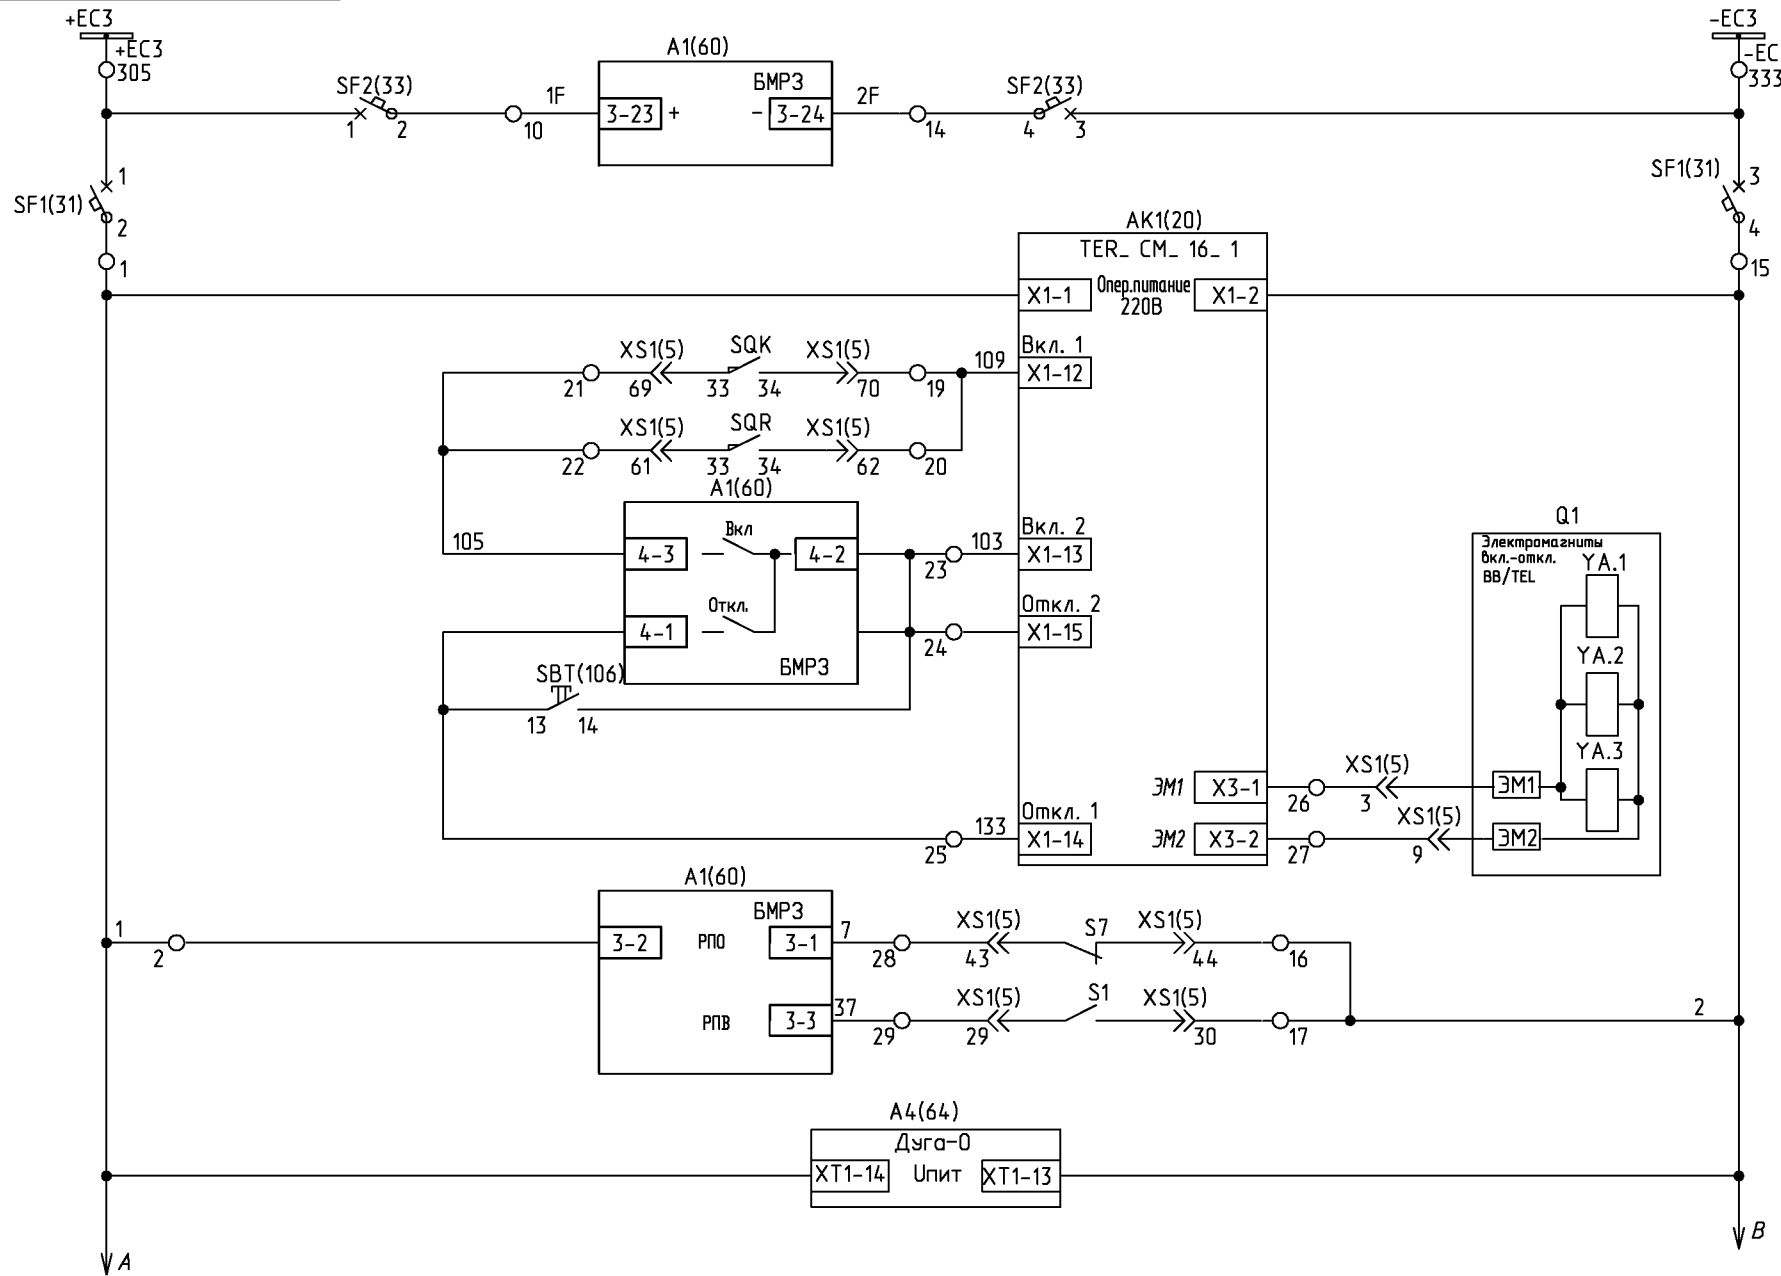 +ЕС3
-ЕС3
+ЕС3
305
-ЕС
333
А1(60)
SF2(33)
БМРЗ
SF2(33)
1F
2F
3-23 +
- 3-24
1
2
10
14
4
3
1
SF1(31)
2
1
SF1(31)
3
4
15
АК1(20)
TER_ CM_ 16_ 1
X1-1
Опер.питание
220В
X1-2
XS1(5)
SQK
XS1(5)
109
Вкл. 1
X1-12
21
69
33
34
70
19
XS1(5)
SQR
XS1(5)
22
61
33
34
62
20
А1(60)
105
4-3
Вкл
4-2
103
Вкл. 2
X1-13
23
4-1
Откл.
БМРЗ
Откл. 2
X1-15
24
SBT(106)
13
14
Q1
Электромагниты
вкл.-откл.
BB/TEL
YA.1
YA.2
YA.3
ЭМ1
X3-1
26
XS1(5)
3
ЭМ1
133
Откл. 1
X1-14
25
ЭМ2
X3-2
27
XS1(5)
9
ЭМ2
А1(60)
БМРЗ
1
2
3-2
РПО
3-1
7
28
XS1(5)
43
S7
XS1(5)
44
16
РПВ
3-3
37
29
XS1(5)
29
S1
XS1(5)
30
17
2
А4(64)
Дуга-О
XT1-14
Uпит
XT1-13
А
В